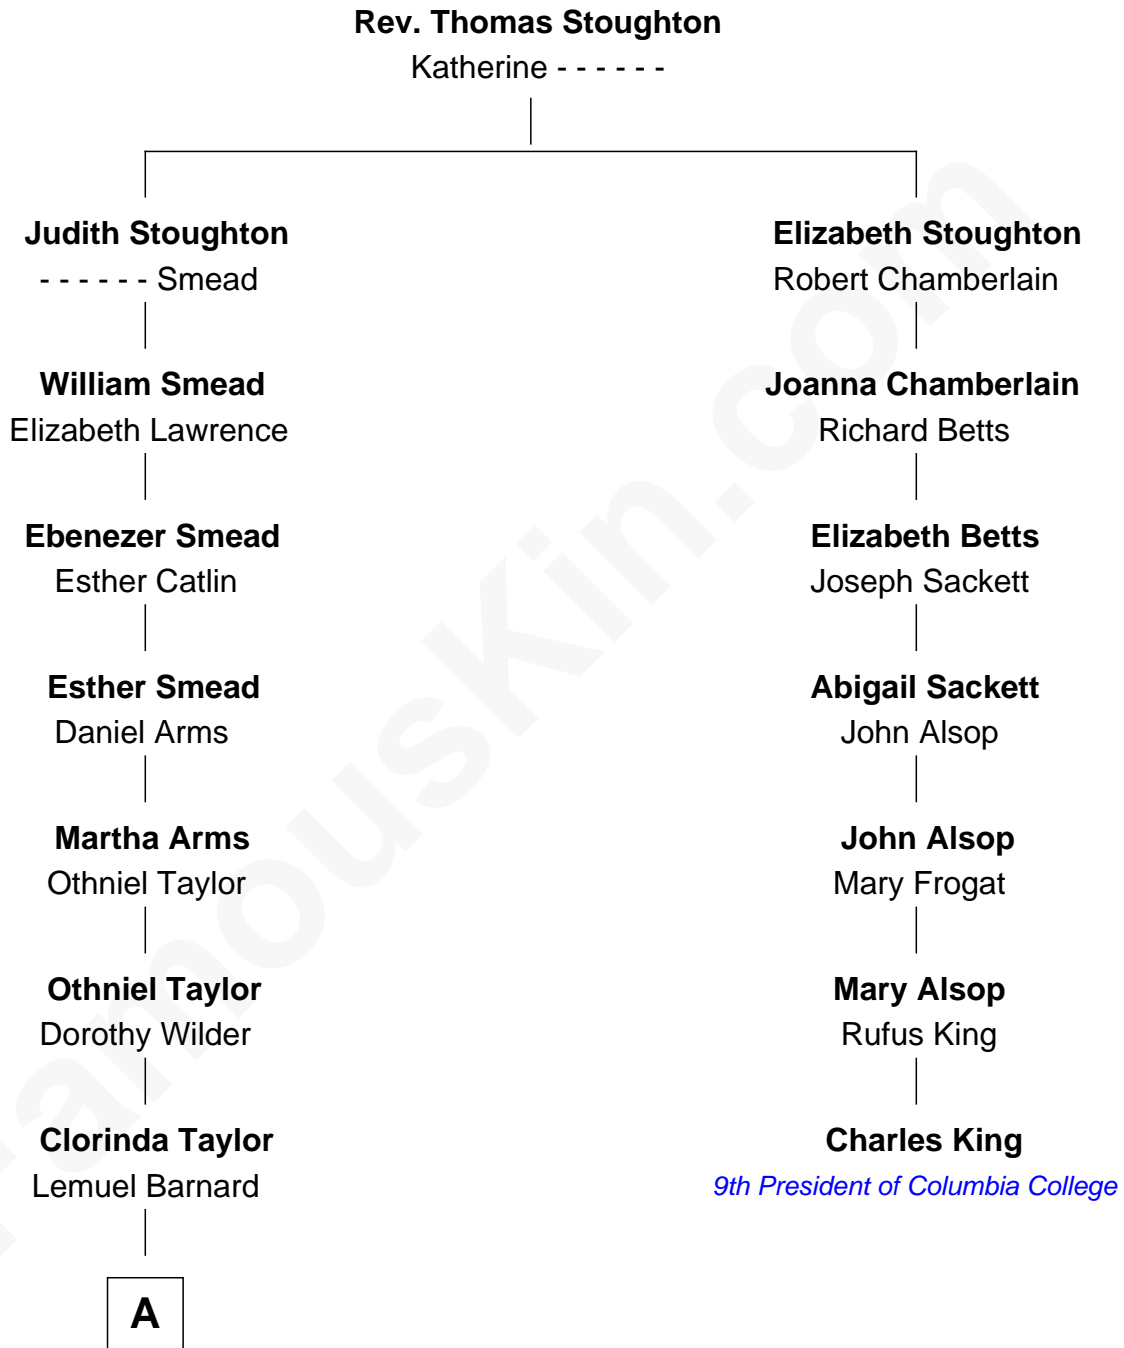 Rev. Thomas Stoughton
Katherine - - - - - -
Judith Stoughton
- - - - - - Smead
William Smead
Elizabeth Lawrence
Ebenezer Smead
Esther Catlin
Esther Smead
Daniel Arms
Martha Arms
Othniel Taylor
Othniel Taylor
Dorothy Wilder
Clorinda Taylor
Lemuel Barnard
A
Elizabeth Stoughton
Robert Chamberlain
Joanna Chamberlain
Richard Betts
Elizabeth Betts
Joseph Sackett
Abigail Sackett
John Alsop
John Alsop
Mary Frogat
Mary Alsop
Rufus King
Charles King
9th President of Columbia College
FamousKin.com